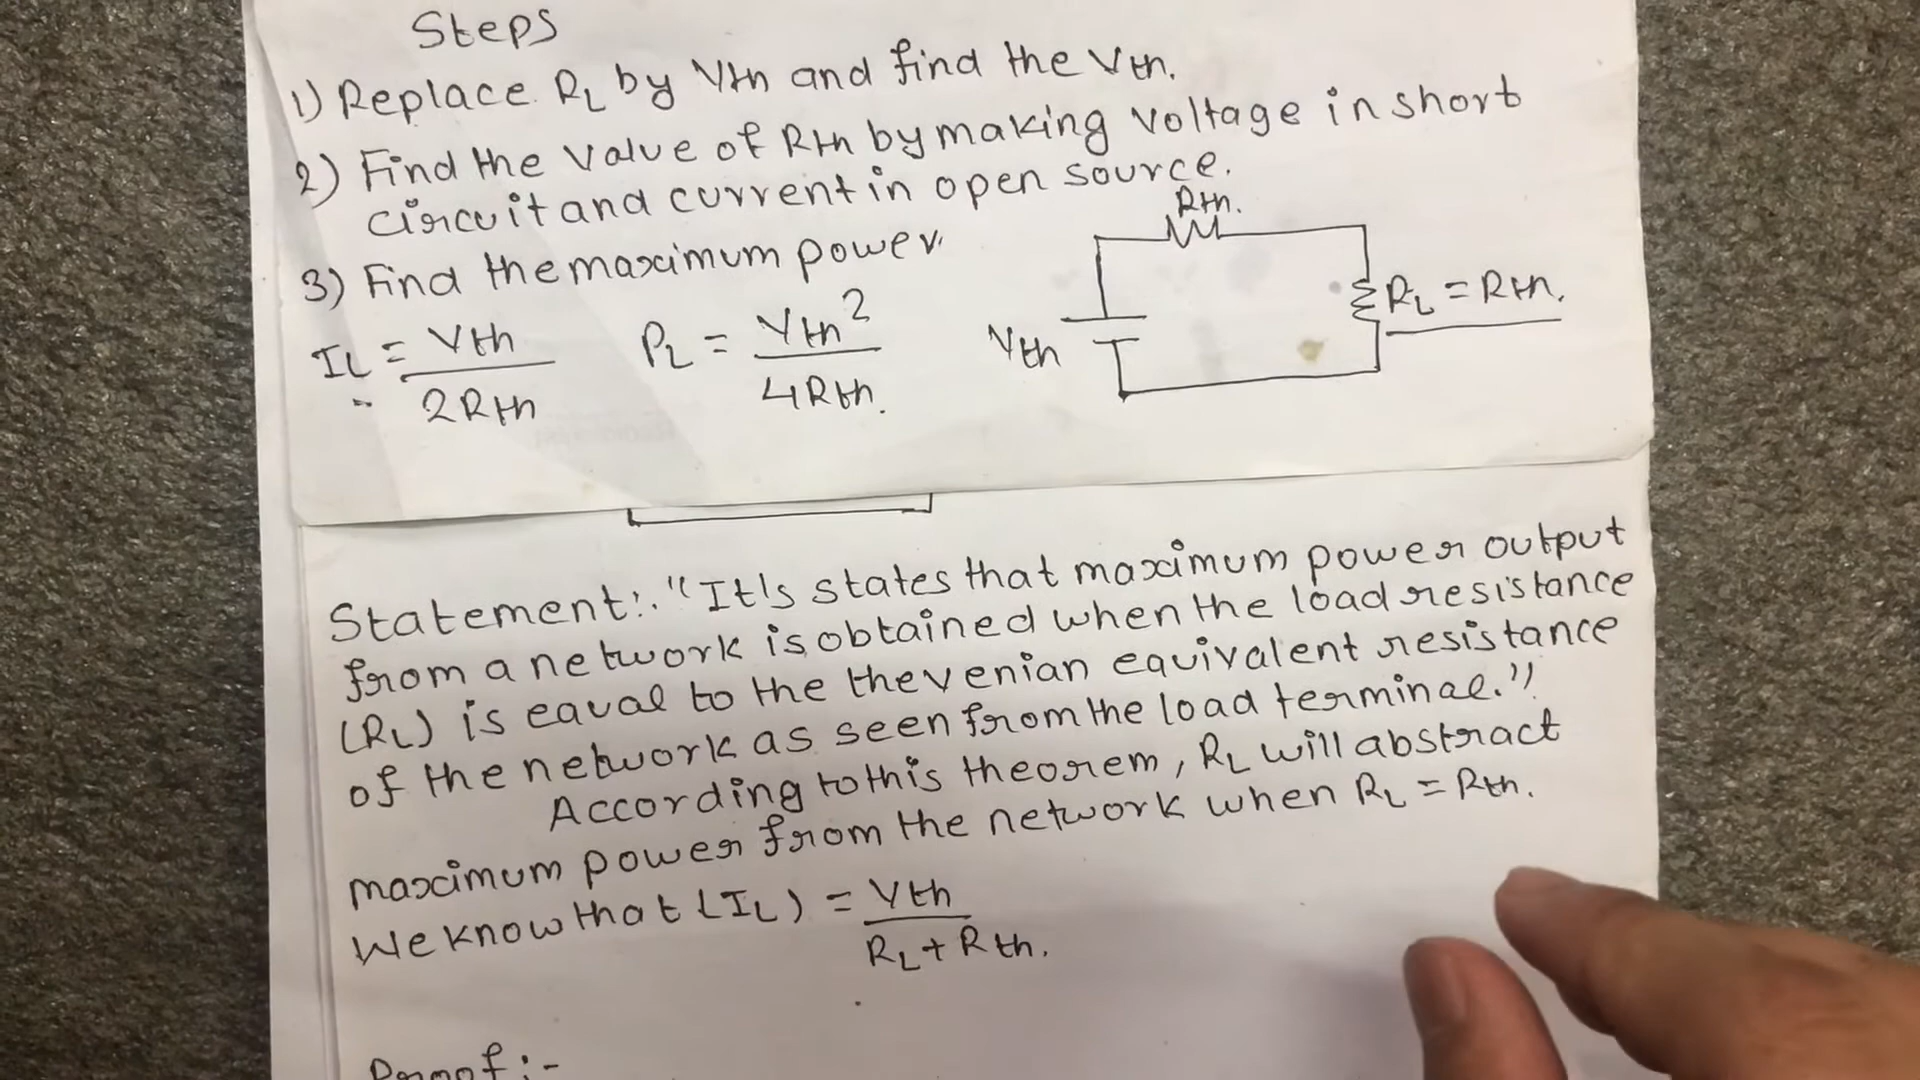 Steps
1) Replace RL by Vth and find the Vth.
2) Find the value of Rth by making voltage in short
circuit and current in open source.
Rth.
3) Find the maximum power.
IL = Vth / 2Rth
PL = Vth² / 4Rth.
Vth
RL = Rth.
Statement:. "It's states that maximum power output
from a network is obtained when the load resistance
(RL) is eaual to the thevenian equivalent resistance
of the network as seen from the load terminal."
According to this theorem, RL will abstract
maximum power from the network when RL = Rth.
We know that (IL) = Vth / RL + Rth.
Proof:-